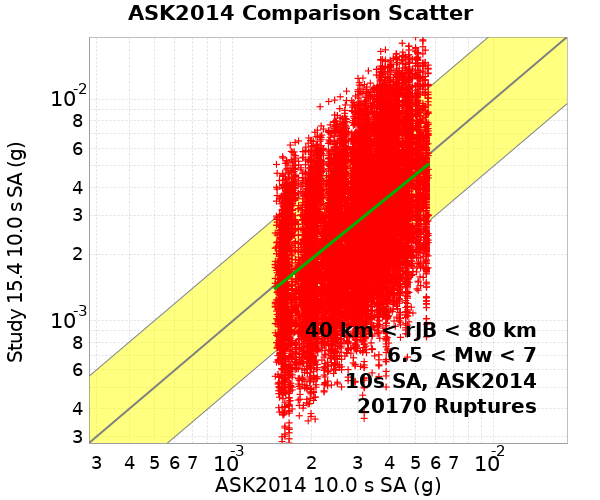 ASK2014 Comparison Scatter
Study 15.4 10.0 s SA (g)
10-2
8
6
4
3
2
10-3
8
6
4
3
40 km < rJB < 80 km
6.5 < Mw < 7
10s SA, ASK2014
20170 Ruptures
3 4 5 6 7 10-3 2 3 4 5 6 7 10-2
ASK2014 10.0 s SA (g)